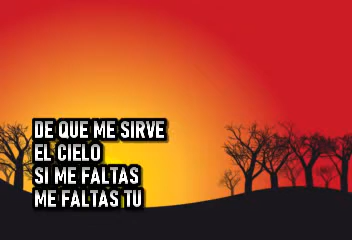 DE QUE ME SIRVE
EL CIELO
SI ME FALTAS
ME FALTAS TU